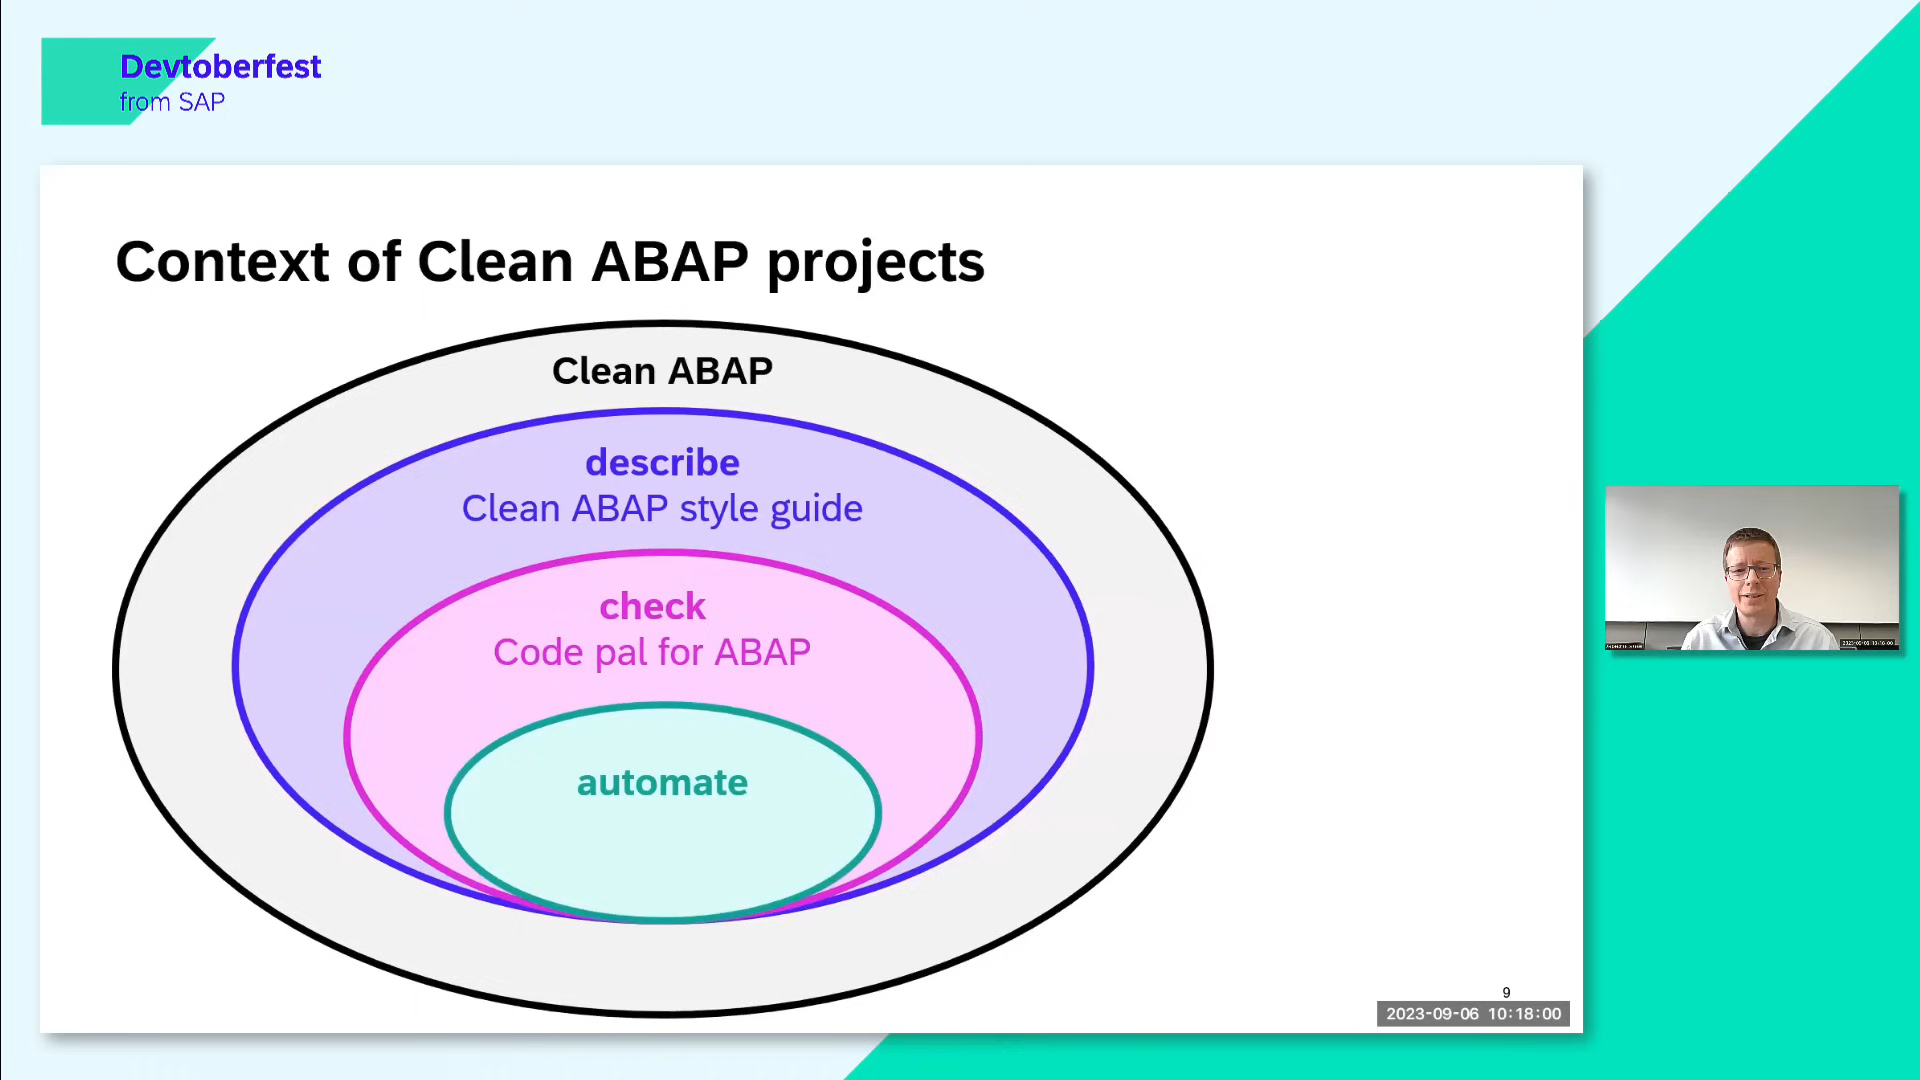 Devtoberfest
from SAP
Context of Clean ABAP projects
Clean ABAP
describe
Clean ABAP style guide
check
Code pal for ABAP
automate
9
2023-09-06 10:18:00